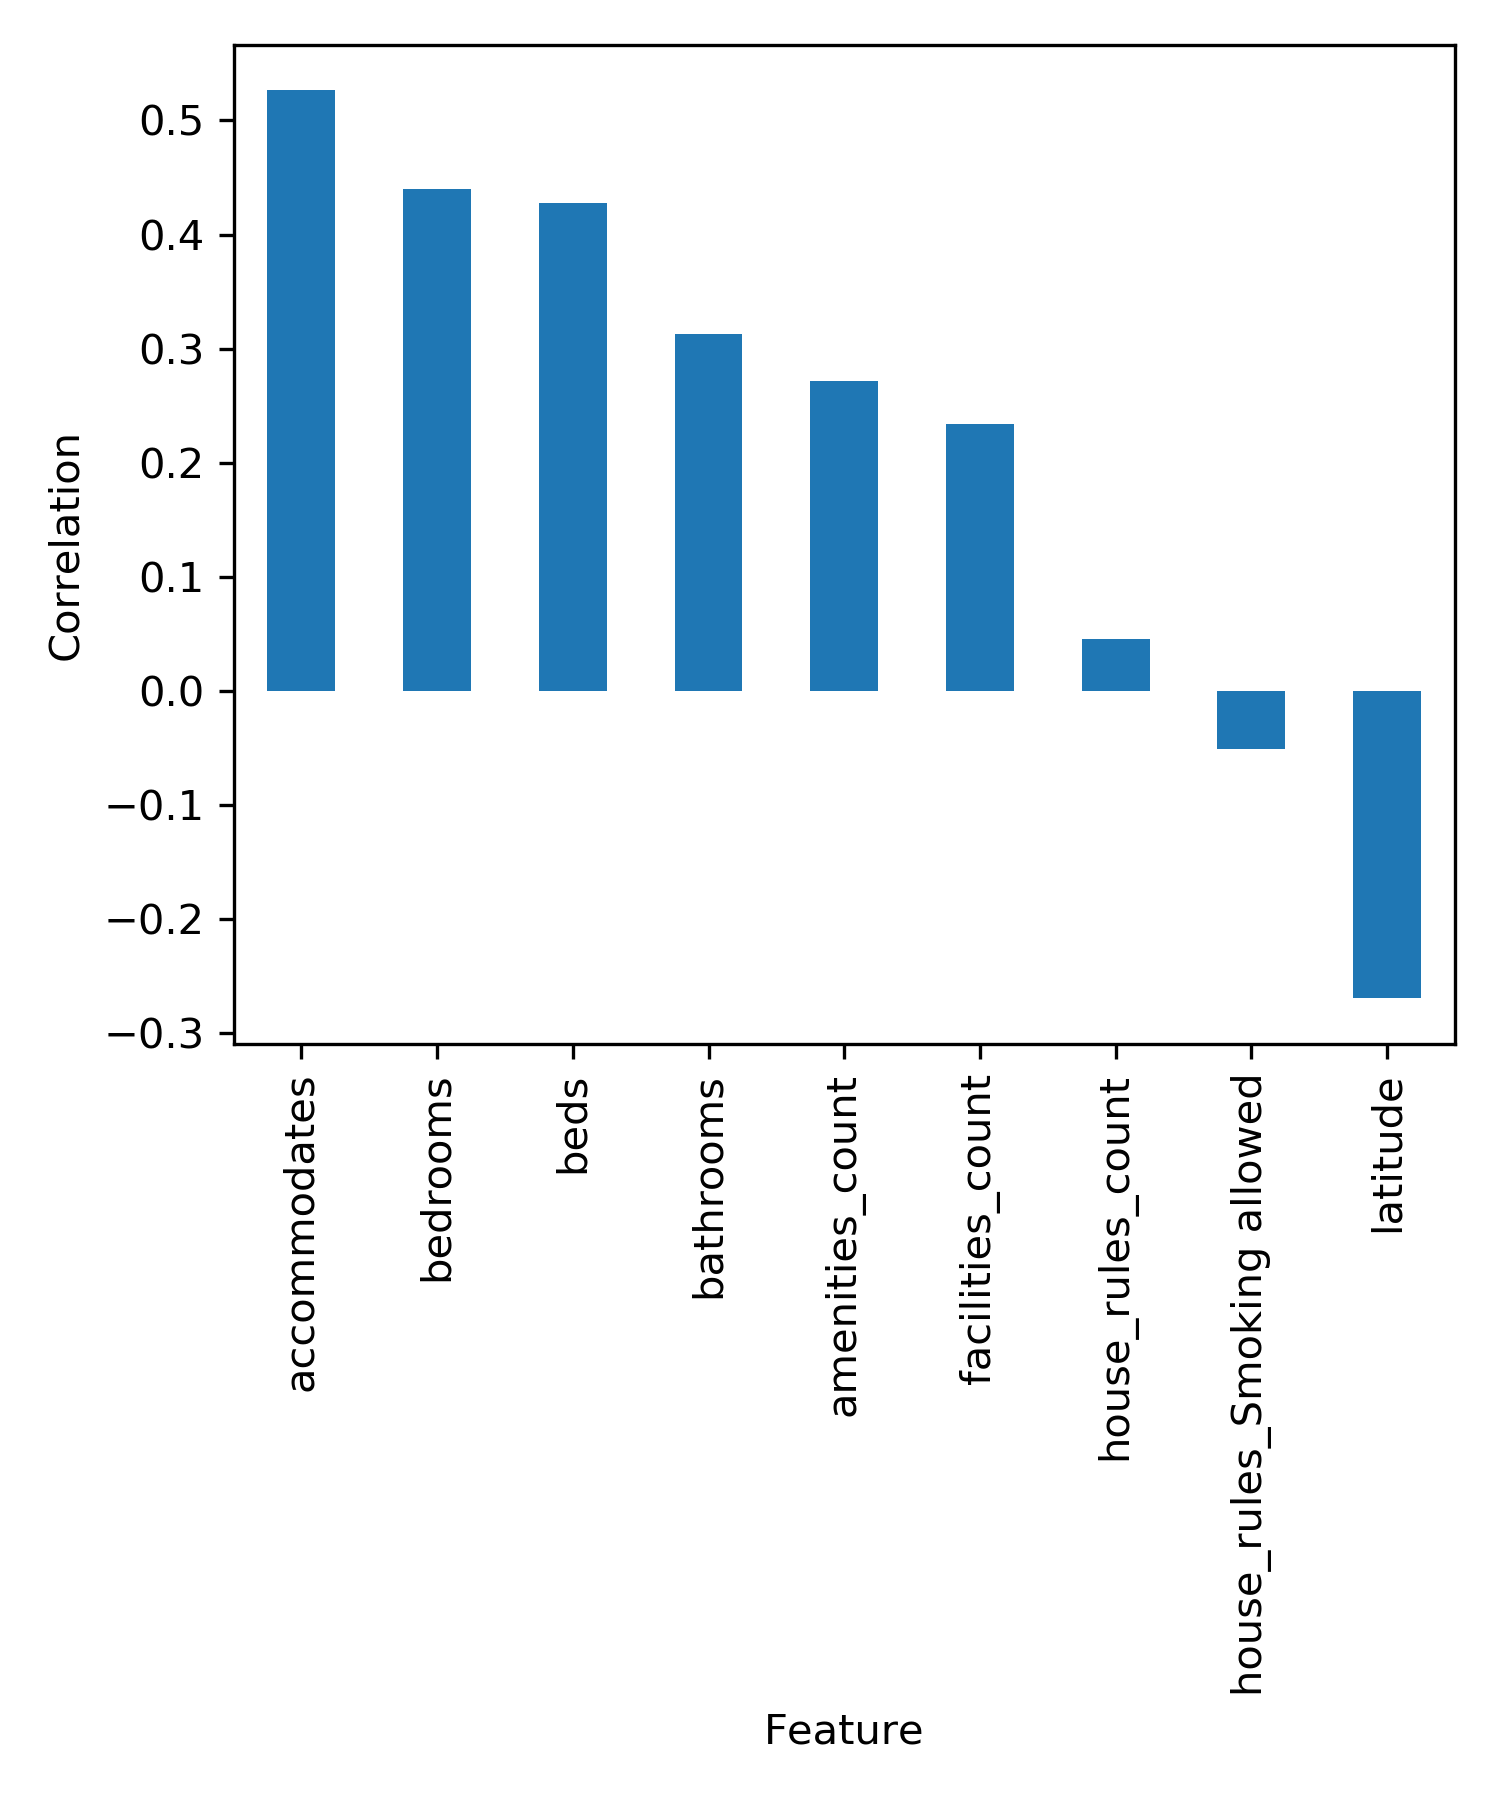 0.5
0.4
0.3
0.2
0.1
0.0
−0.1
−0.2
−0.3
Correlation
accommodates
bedrooms
beds
bathrooms
amenities_count
facilities_count
house_rules_count
house_rules_Smoking allowed
latitude
Feature